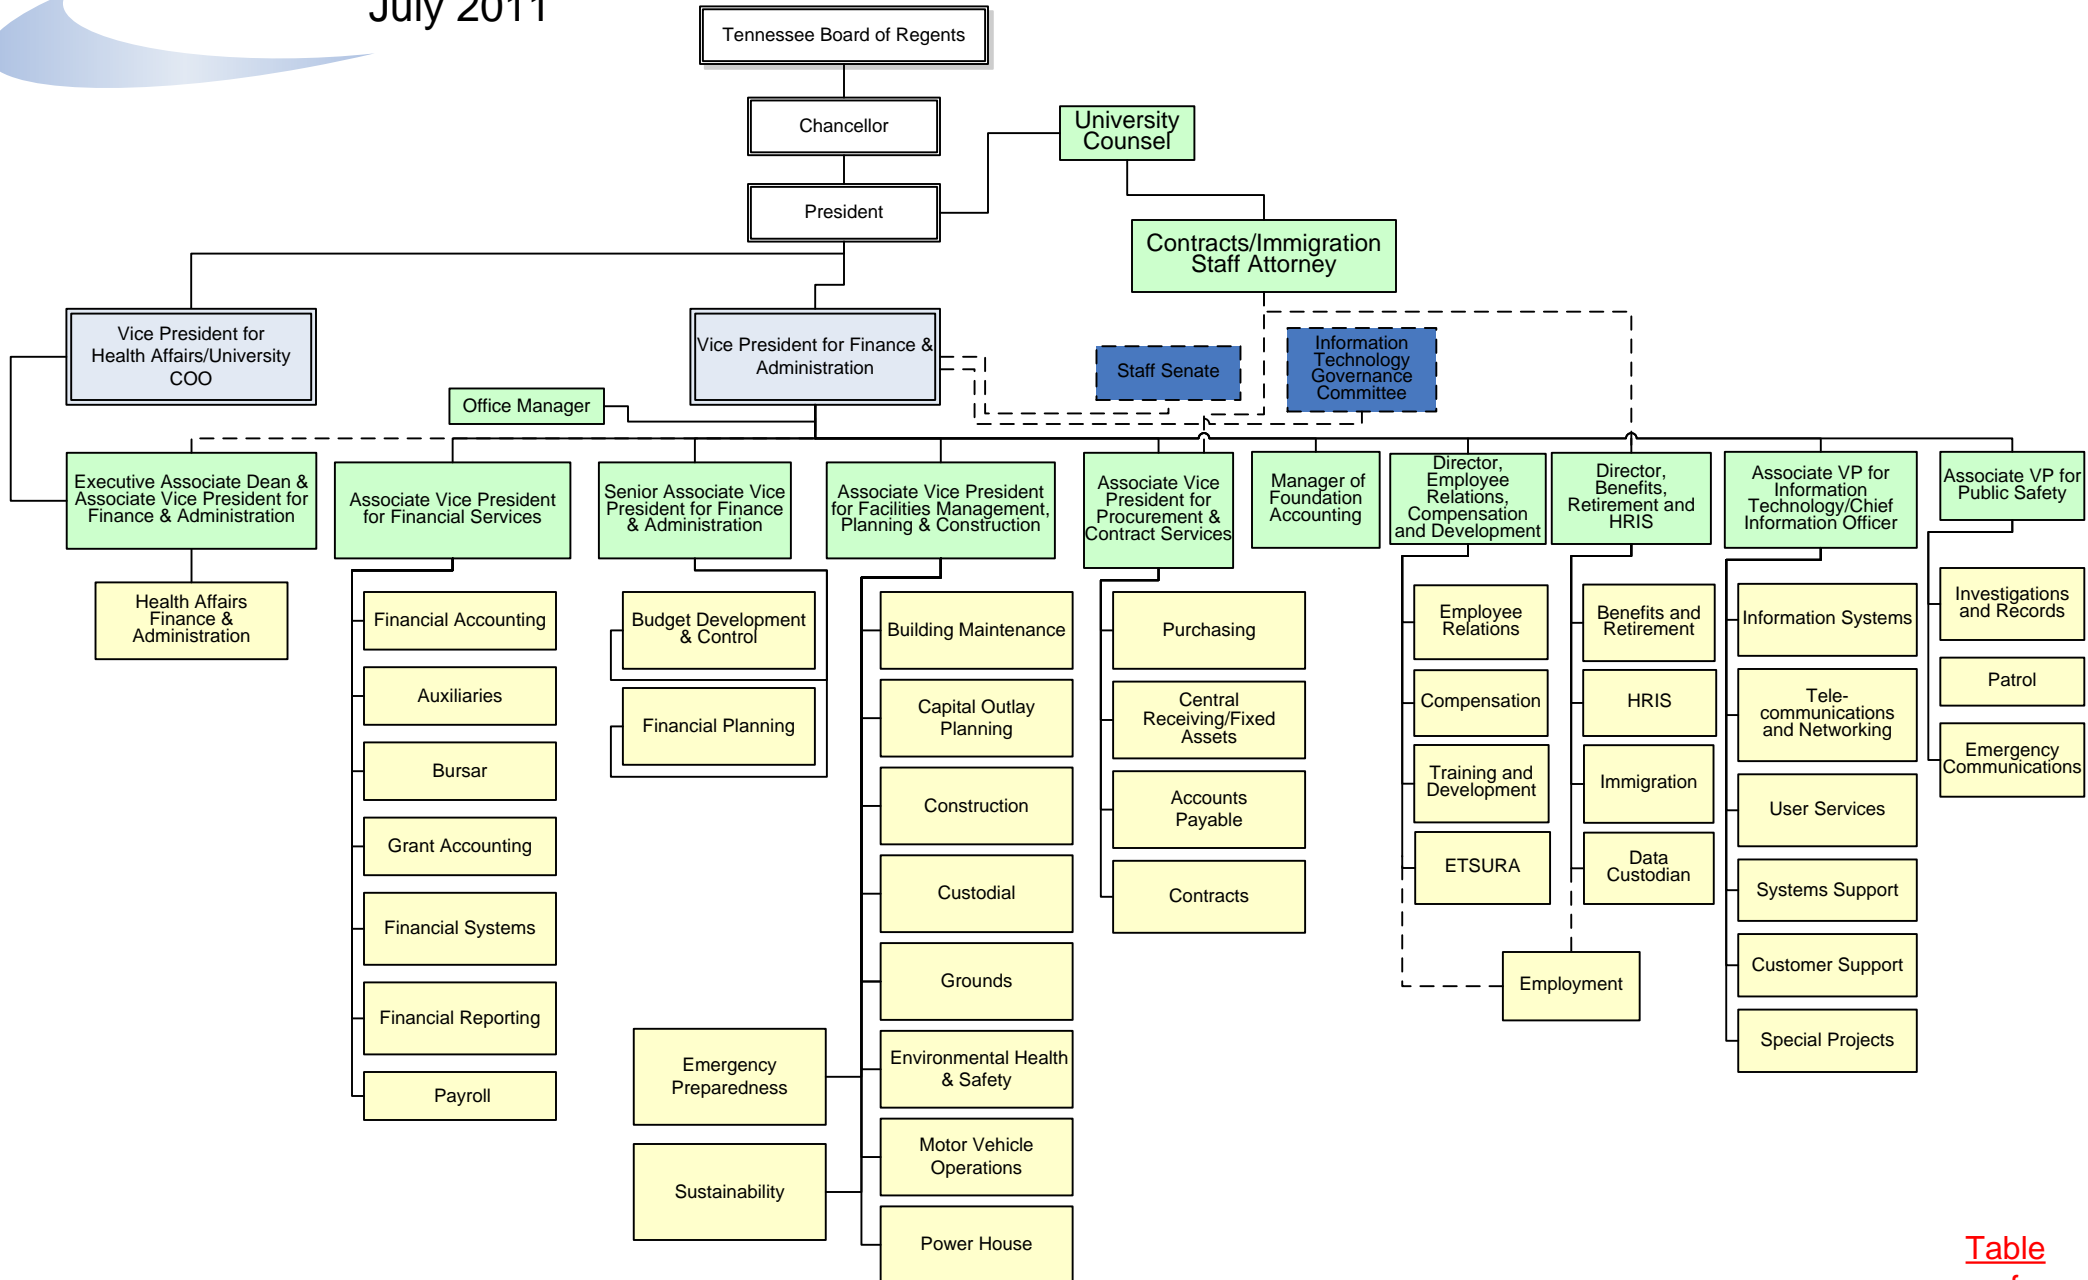 July 2011
Tennessee Board of Regents
Chancellor
University
Counsel
President
Contracts/Immigration
Staff Attorney
Vice President for
Health Affairs/University
COO
Vice President for Finance &
Administration
Staff Senate
Information
Technology
Governance
Committee
Office Manager
Executive Associate Dean &
Associate Vice President for
Finance & Administration
Associate Vice President
for Financial Services
Senior Associate Vice
President for Finance
& Administration
Associate Vice President
for Facilities Management,
Planning & Construction
Associate Vice
President for
Procurement &
Contract Services
Manager of
Foundation
Accounting
Director,
Employee
Relations,
Compensation
and Development
Director,
Benefits,
Retirement and
HRIS
Associate VP for
Information
Technology/Chief
Information Officer
Associate VP for
Public Safety
Health Affairs
Finance &
Administration
Financial Accounting
Auxiliaries
Bursar
Grant Accounting
Financial Systems
Financial Reporting
Payroll
Budget Development
& Control
Financial Planning
Building Maintenance
Capital Outlay
Planning
Construction
Custodial
Grounds
Environmental Health
& Safety
Motor Vehicle
Operations
Power House
Emergency
Preparedness
Sustainability
Purchasing
Central
Receiving/Fixed
Assets
Accounts
Payable
Contracts
Employee
Relations
Compensation
Training and
Development
ETSURA
Benefits and
Retirement
HRIS
Immigration
Data
Custodian
Employment
Information Systems
Tele-
communications
and Networking
User Services
Systems Support
Customer Support
Special Projects
Investigations
and Records
Patrol
Emergency
Communications
Table